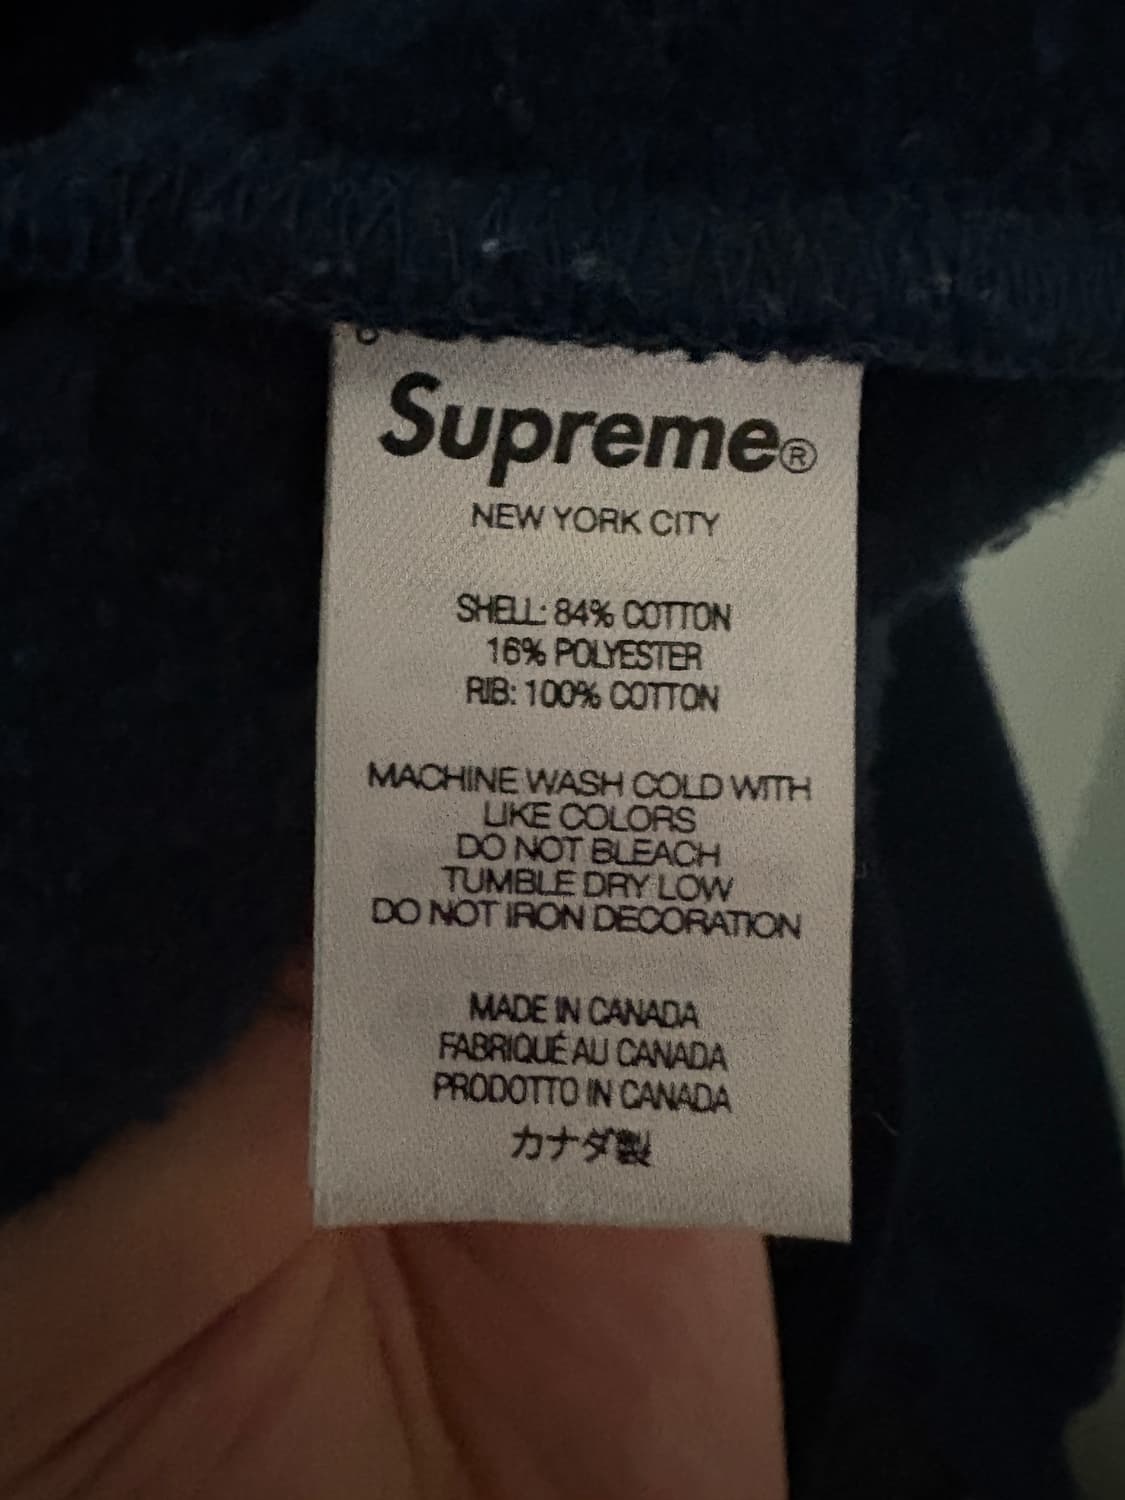 Supreme®
NEW YORK CITY
SHELL: 84% COTTON
16% POLYESTER
RIB: 100% COTTON
MACHINE WASH COLD WITH
LIKE COLORS
DO NOT BLEACH
TUMBLE DRY LOW
DO NOT IRON DECORATION
MADE IN CANADA
FABRIQUÉ AU CANADA
PRODOTTO IN CANADA
カナダ製